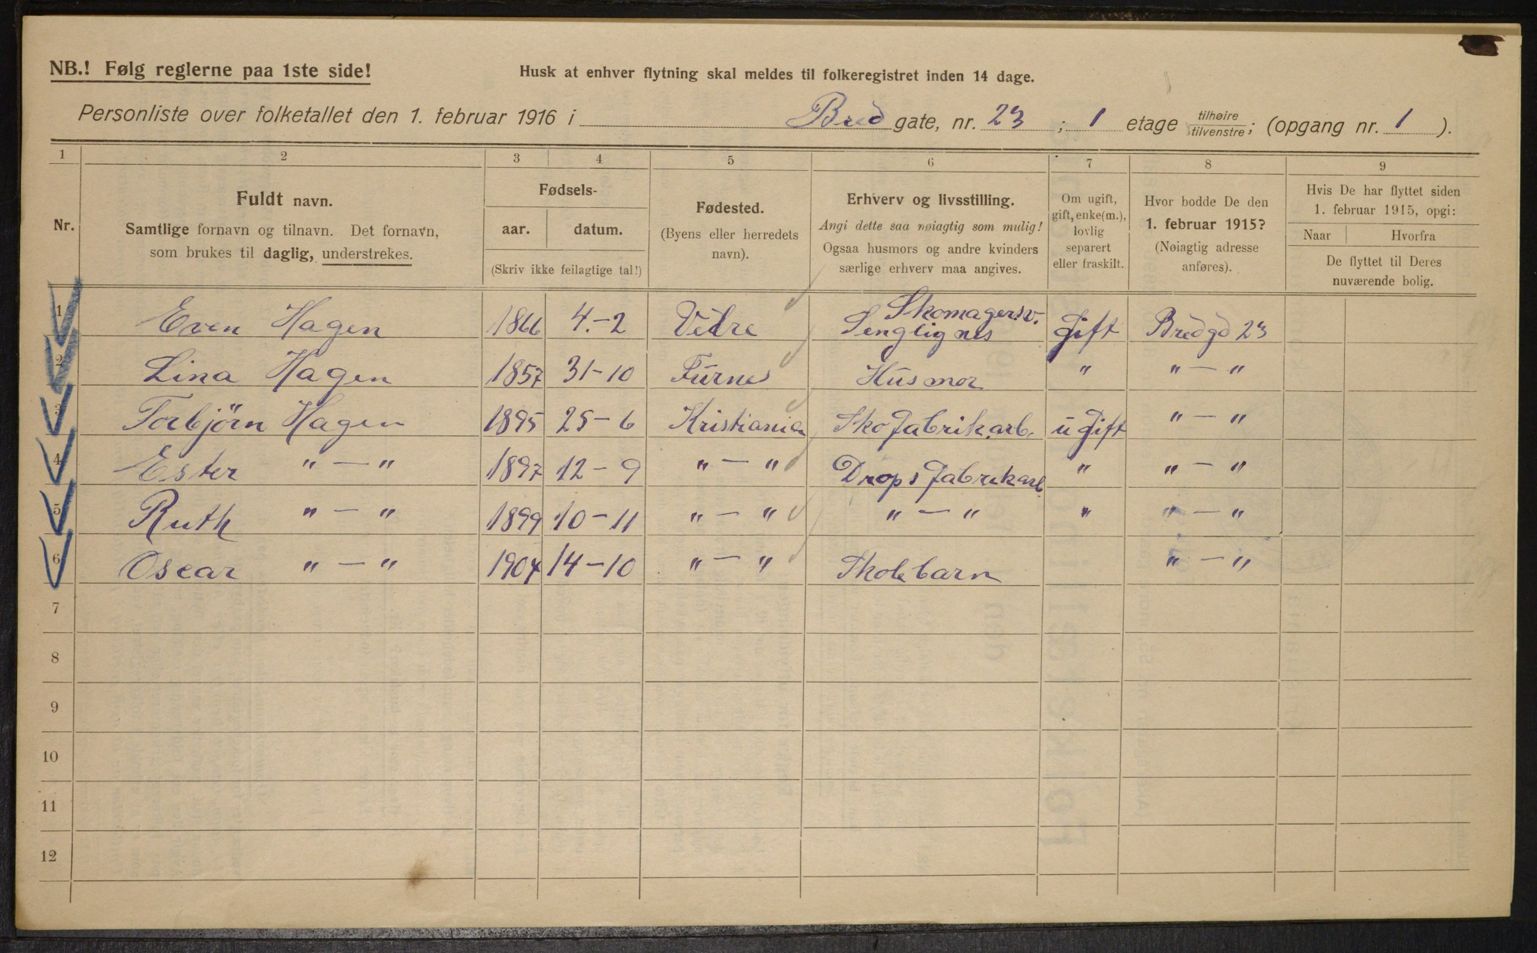 NB.! Følg reglerne paa 1ste side!
Husk at enhver flytning skal meldes til folkeregistret inden 14 dage.
Personliste over folketallet den 1. februar 1916 i Bred gate, nr. 23 ; 1 etage tilhøire tilvenstre; (opgang nr. 1 ).
1 2 3 4 5 6 7 8 9
Nr.
Fuldt navn.
Samtlige fornavn og tilnavn. Det fornavn,
som brukes til daglig, understrekes.
Fødsels-
aar. datum.
(Skriv ikke feilagtige tal!)
Fødested.
(Byens eller herredets
navn).
Erhverv og livsstilling.
Angi dette saa nøiagtig som mulig!
Ogsaa husmors og andre kvinders
særlige erhverv maa angives.
Om ugift,
gift, enke(m.),
lovlig
separert
eller fraskilt.
Hvor bodde De den
1. februar 1915?
(Nøiagtig adresse
anføres).
Hvis De har flyttet siden
1. februar 1915, opgi:
Naar Hvorfra
De flyttet til Deres
nuværende bolig.
1 Even Hagen 1866 4.-2 Skomagersv. gift Bredgd 23
2 Lina Hagen 1857 31-10 Furnes Husmor " " — "
3 Torbjörn Hagen 1895 25-6 Kristiania Skofabrikarb. ugift " — "
4 Ester " — " 1897 12-9 " — " Dropsfabrikarb " " — "
5 Ruth " — " 1899 10-11 " — " " — " " " — "
6 Oscar " — " 1904 14-10 " — " Skolebarn " — "
7
8
9
10
11
12